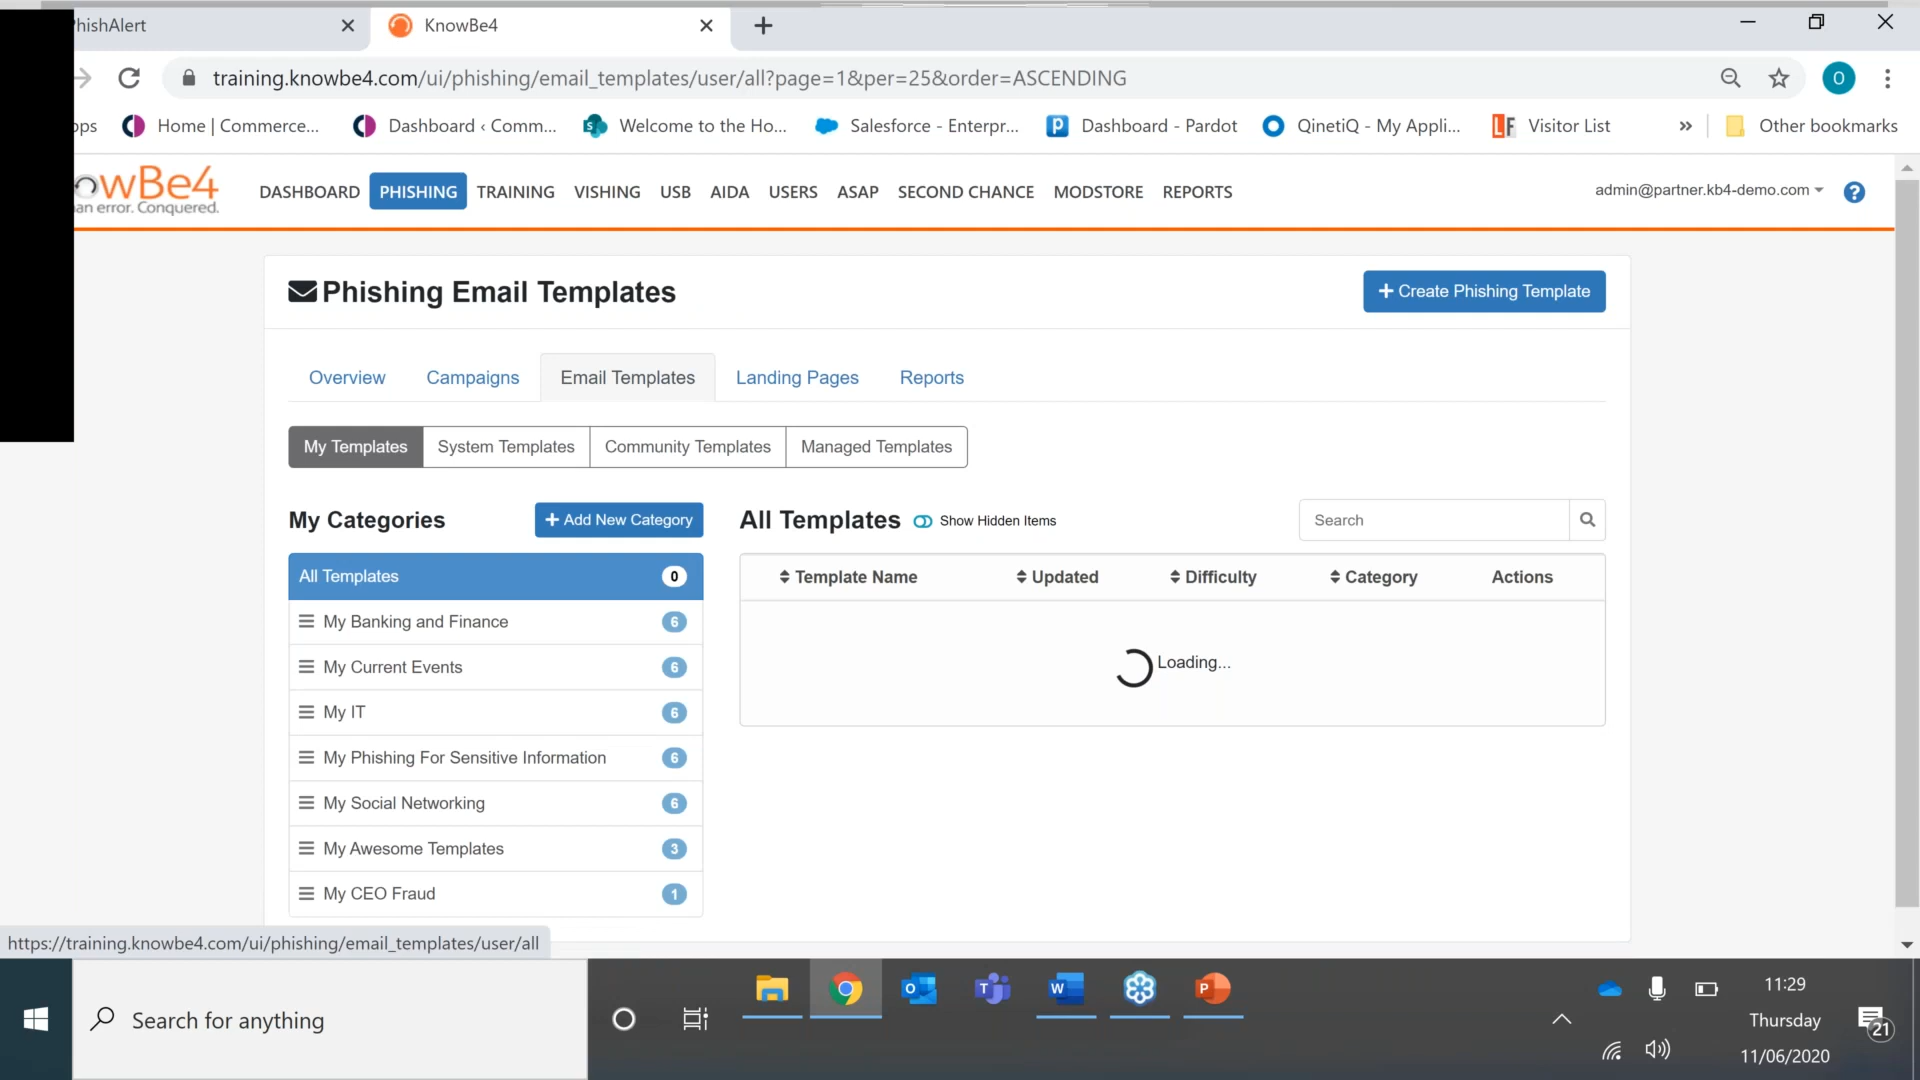 PhishAlert
KnowBe4
training.knowbe4.com/ui/phishing/email_templates/user/all?page=1&per=25&order=ASCENDING
O
Home | Commerce...
Dashboard ‹ Comm...
Welcome to the Ho...
Salesforce - Enterpr...
Dashboard - Pardot
QinetiQ - My Appli...
Visitor List
»
Other bookmarks
owBe4
an error. Conquered.
DASHBOARD PHISHING TRAINING VISHING USB AIDA USERS ASAP SECOND CHANCE MODSTORE REPORTS
admin@partner.kb4-demo.com
?
Phishing Email Templates
+ Create Phishing Template
Overview Campaigns Email Templates Landing Pages Reports
My Templates System Templates Community Templates Managed Templates
My Categories
+ Add New Category
All Templates
Show Hidden Items
Search
All Templates 0
My Banking and Finance 6
My Current Events 6
My IT 6
My Phishing For Sensitive Information 6
My Social Networking 6
My Awesome Templates 3
My CEO Fraud 1
Template Name Updated Difficulty Category Actions
Loading...
https://training.knowbe4.com/ui/phishing/email_templates/user/all
Search for anything
11:29
Thursday
11/06/2020
21